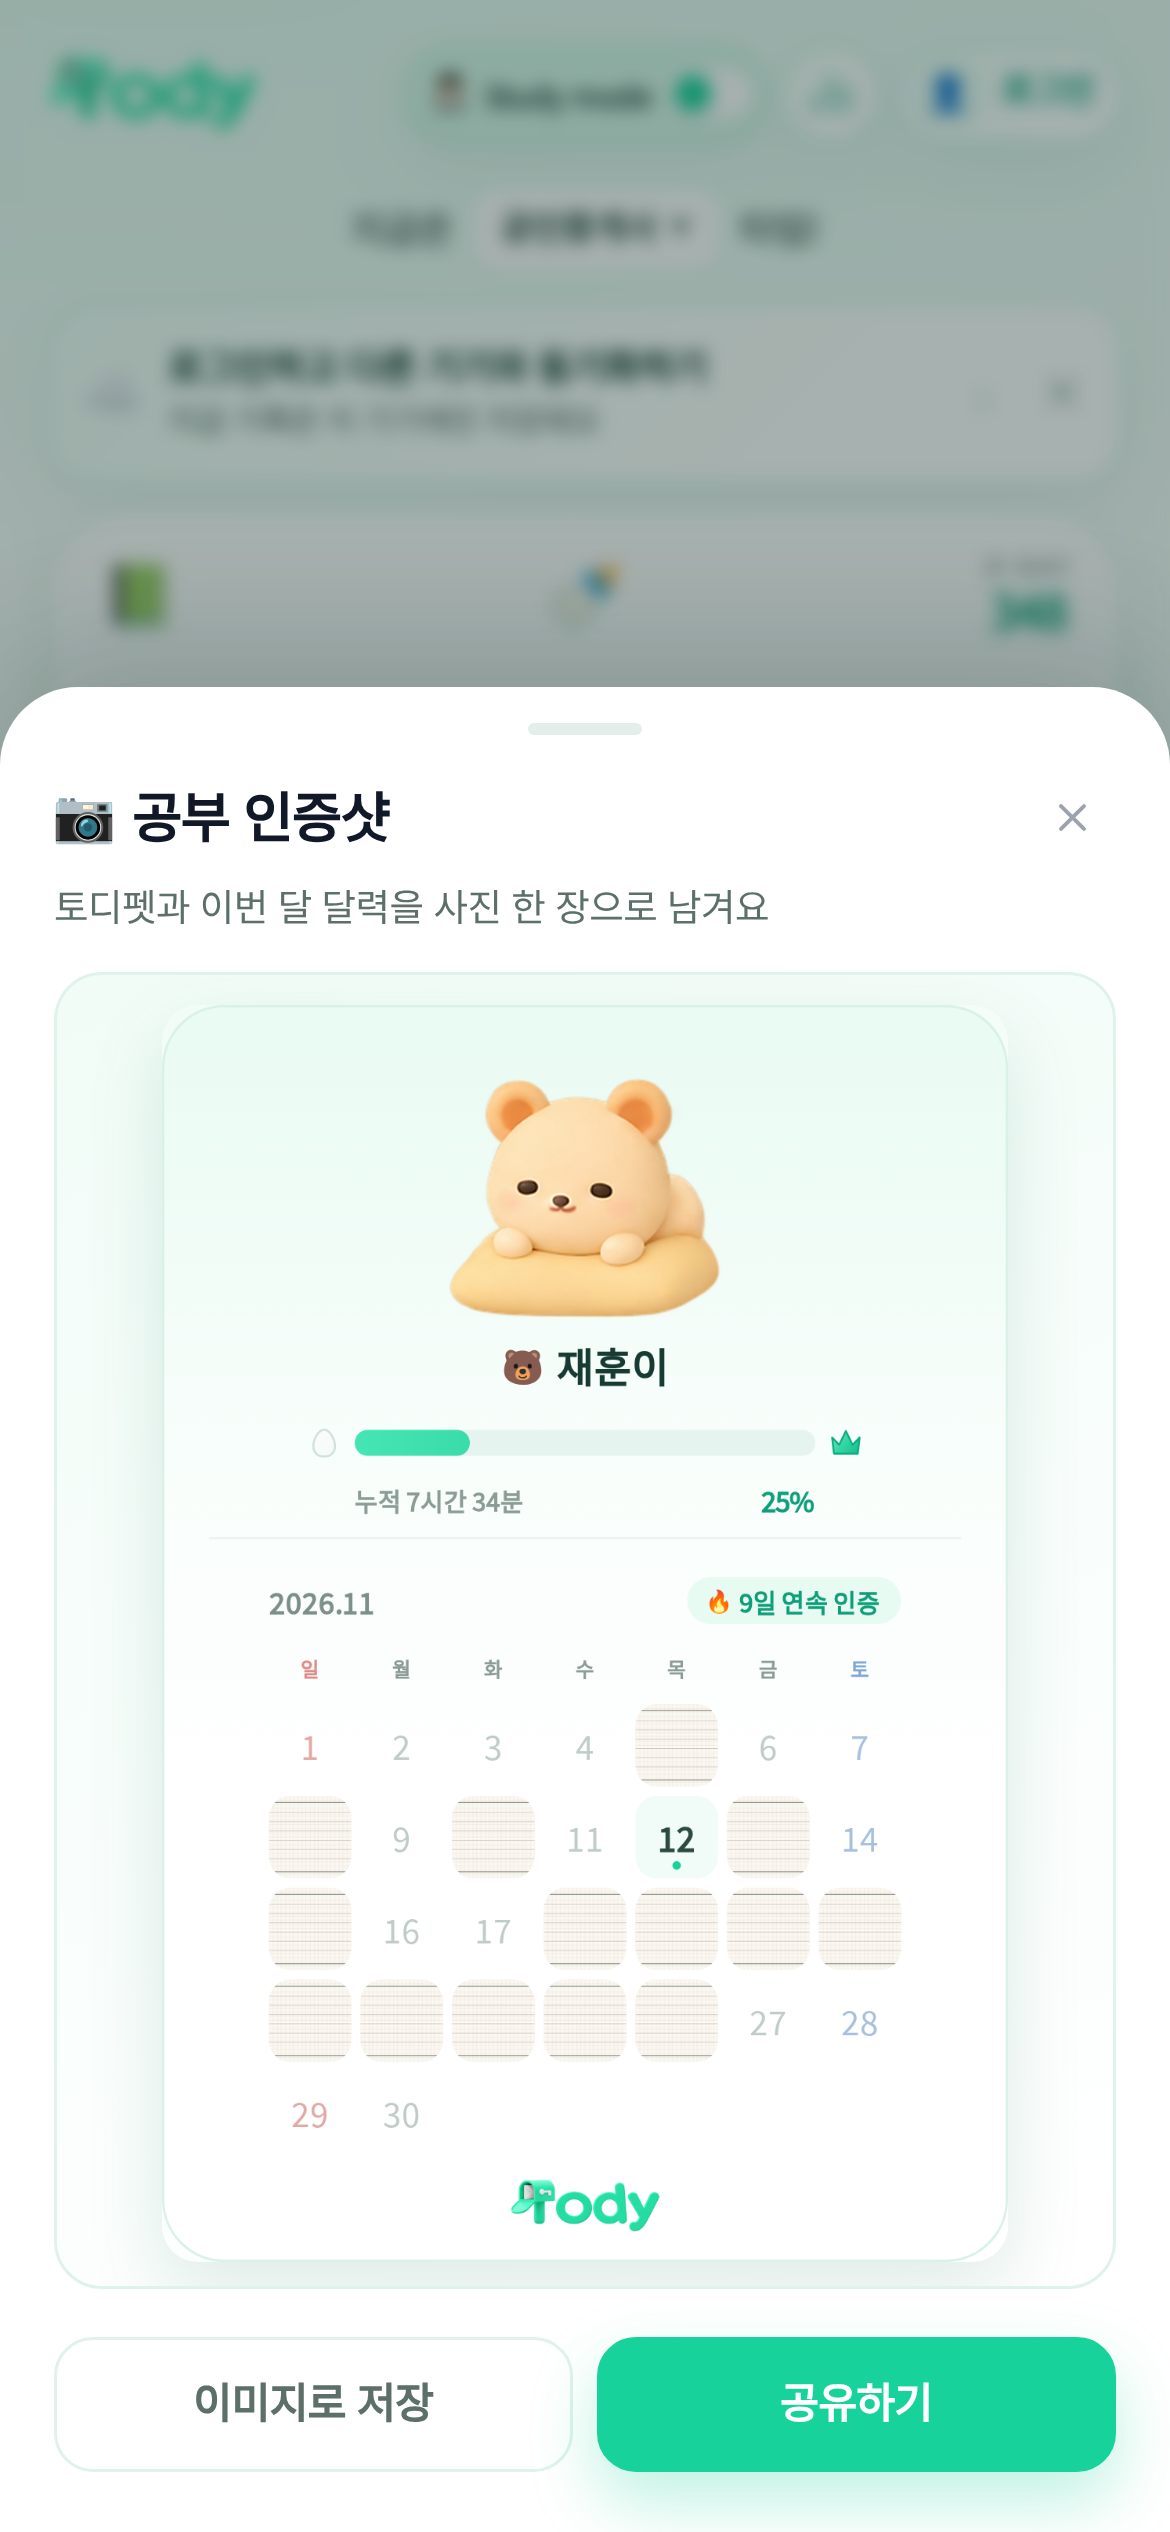 공부 인증샷
토디펫과 이번 달 달력을 사진 한 장으로 남겨요
재훈이
누적 7시간 34분 25%
2026.11 9일 연속 인증
일 월 화 수 목 금 토
1 2 3 4 6 7
9 11 12 14
16 17
27 28
29 30
Tody
이미지로 저장 공유하기